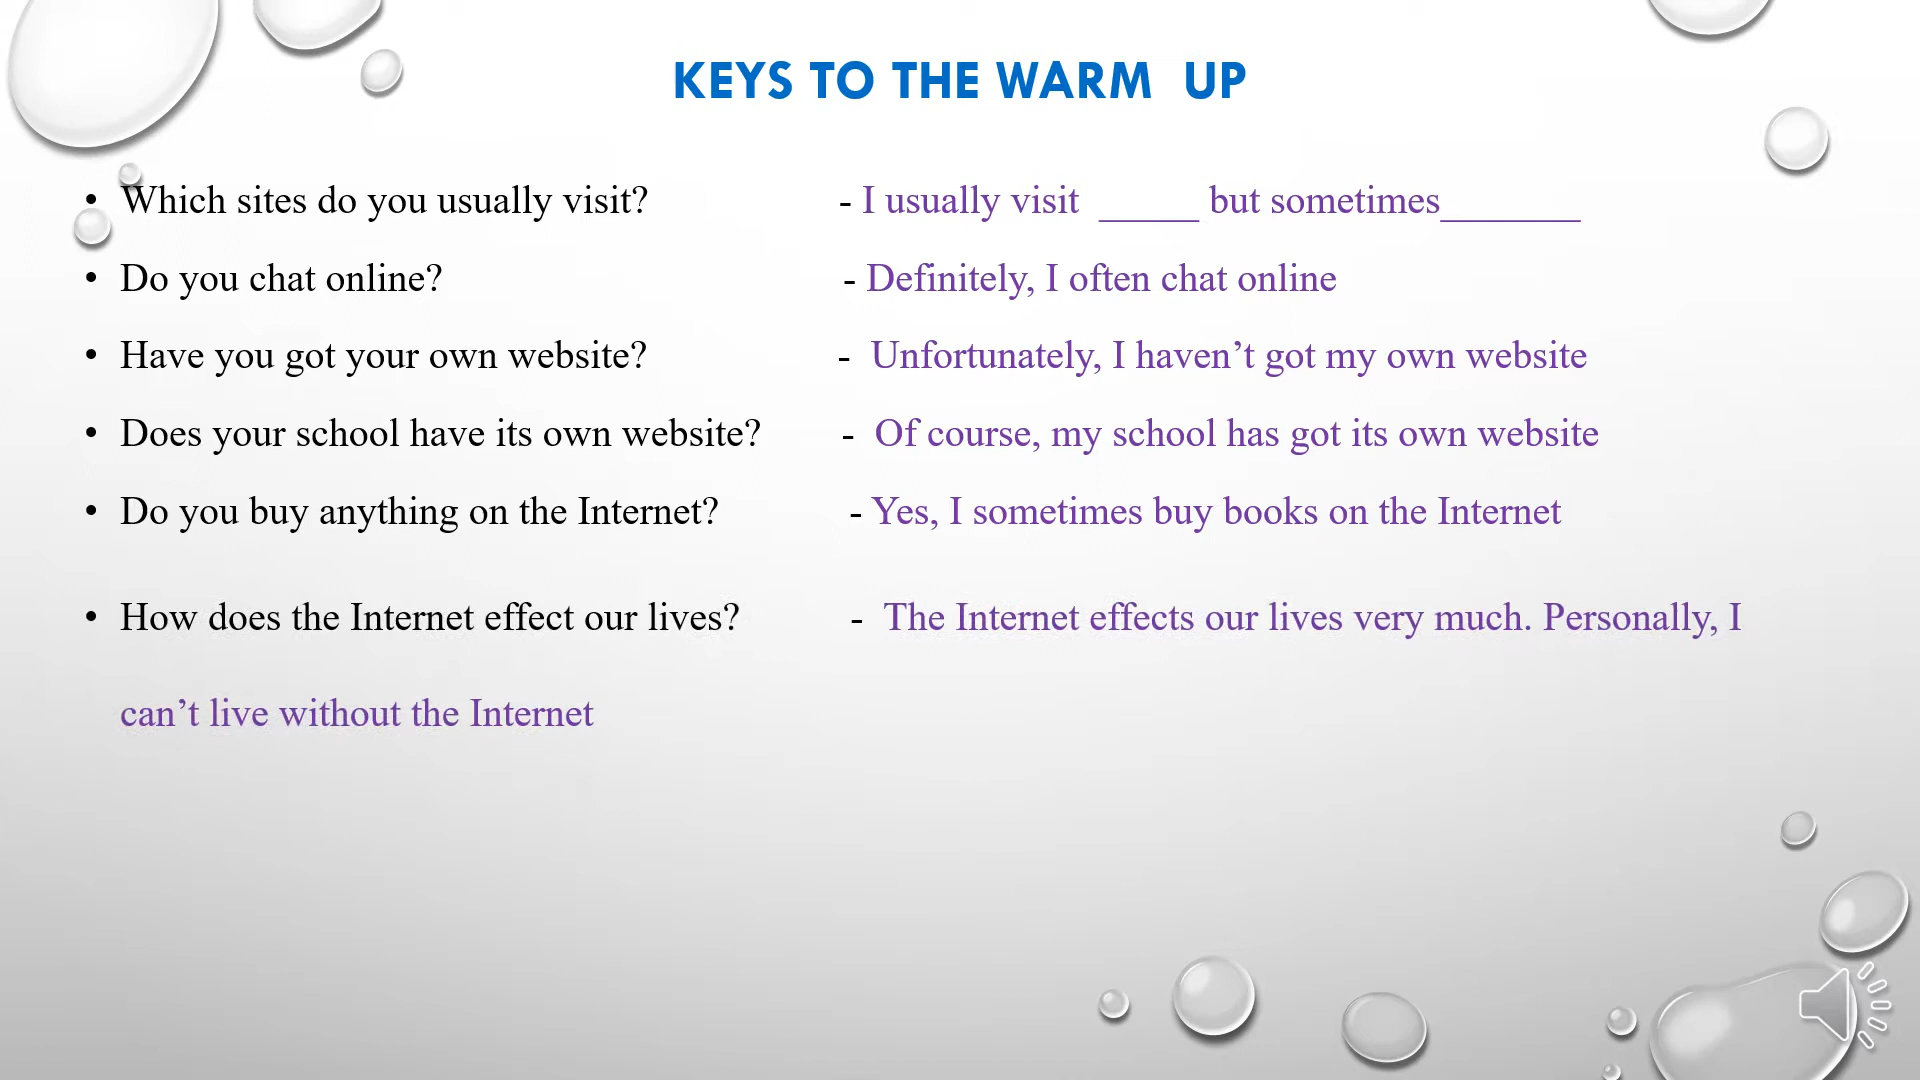 KEYS TO THE WARM UP
• Which sites do you usually visit? - I usually visit _____ but sometimes_______
• Do you chat online? - Definitely, I often chat online
• Have you got your own website? - Unfortunately, I haven’t got my own website
• Does your school have its own website? - Of course, my school has got its own website
• Do you buy anything on the Internet? - Yes, I sometimes buy books on the Internet
• How does the Internet effect our lives? - The Internet effects our lives very much. Personally, I
can’t live without the Internet